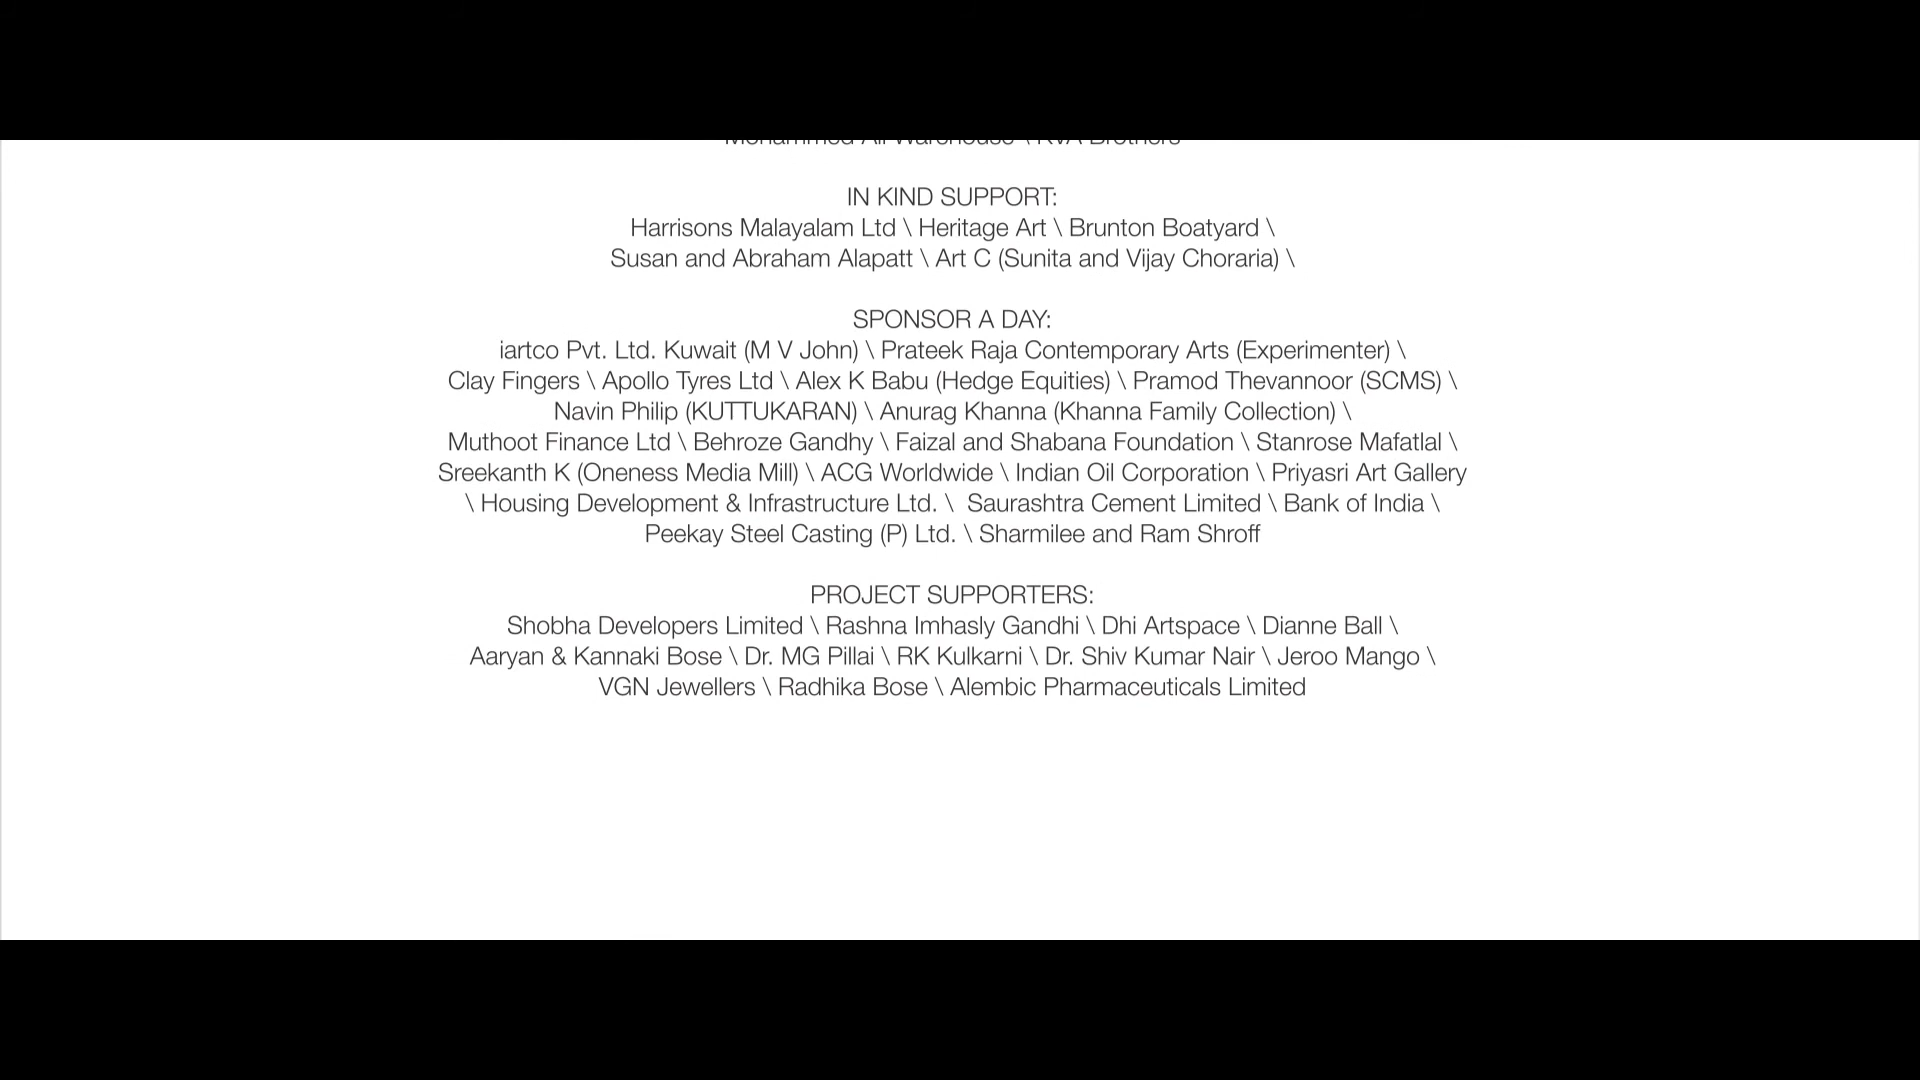 Mohammed Ali Warehouse \ KVA Brothers
IN KIND SUPPORT:
Harrisons Malayalam Ltd \ Heritage Art \ Brunton Boatyard \
Susan and Abraham Alapatt \ Art C (Sunita and Vijay Choraria) \
SPONSOR A DAY:
iartco Pvt. Ltd. Kuwait (M V John) \ Prateek Raja Contemporary Arts (Experimenter) \
Clay Fingers \ Apollo Tyres Ltd \ Alex K Babu (Hedge Equities) \ Pramod Thevannoor (SCMS) \
Navin Philip (KUTTUKARAN) \ Anurag Khanna (Khanna Family Collection) \
Muthoot Finance Ltd \ Behroze Gandhy \ Faizal and Shabana Foundation \ Stanrose Mafatlal \
Sreekanth K (Oneness Media Mill) \ ACG Worldwide \ Indian Oil Corporation \ Priyasri Art Gallery
\ Housing Development & Infrastructure Ltd. \  Saurashtra Cement Limited \ Bank of India \
Peekay Steel Casting (P) Ltd. \ Sharmilee and Ram Shroff
PROJECT SUPPORTERS:
Shobha Developers Limited \ Rashna Imhasly Gandhi \ Dhi Artspace \ Dianne Ball \
Aaryan & Kannaki Bose \ Dr. MG Pillai \ RK Kulkarni \ Dr. Shiv Kumar Nair \ Jeroo Mango \
VGN Jewellers \ Radhika Bose \ Alembic Pharmaceuticals Limited